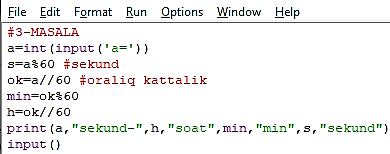 File Edit Format Run Options Window Help
#3-MASALA
a=int(input('a='))
s=a%60 #sekund
ok=a//60 #oraliq kattalik
min=ok%60
h=ok//60
print(a,"sekund-",h,"soat",min,"min",s,"sekund")
input()